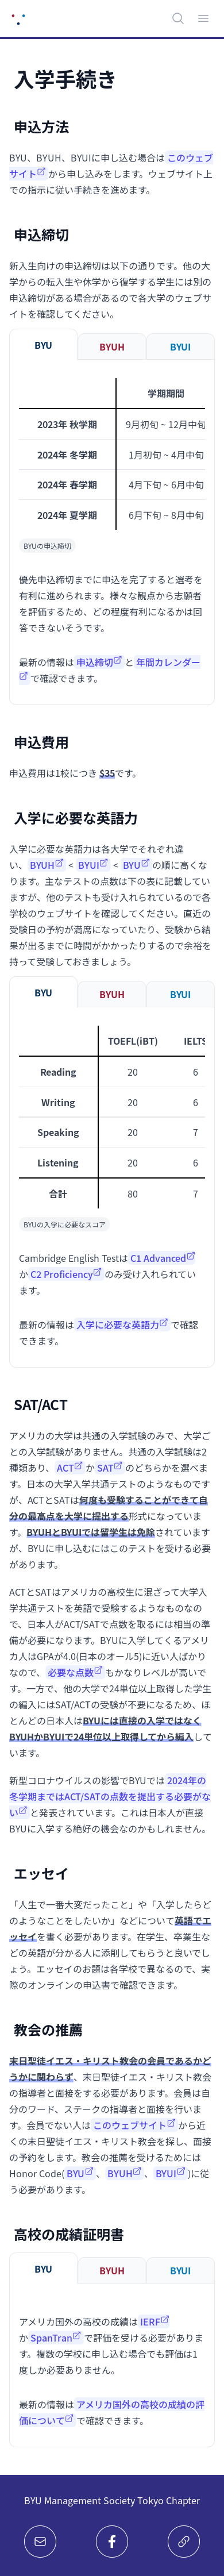 入学手続き
申込方法
BYU、BYUH、BYUIに申し込む場合は このウェブ
サイト から申し込みをします。ウェブサイト上
での指示に従い手続きを進めます。
申込締切
新入生向けの申込締切は以下の通りです。他の大
学からの転入生や休学から復学する学生には別の
申込締切がある場合があるので各大学のウェブサ
イトを確認してください。
BYU BYUH BYUI
学期期間
2023年 秋学期 9月初旬 ~ 12月中旬
2024年 冬学期 1月初旬 ~ 4月中旬
2024年 春学期 4月下旬 ~ 6月中旬
2024年 夏学期 6月下旬 ~ 8月中旬
BYUの申込締切
優先申込締切までに申込を完了すると選考を
有利に進められます。様々な観点から志願者
を評価するため、どの程度有利になるかは回
答できないそうです。
最新の情報は 申込締切 と 年間カレンダー
で確認できます。
申込費用
申込費用は1校につき $35です。
入学に必要な英語力
入学に必要な英語力は各大学でそれぞれ違
い、 BYUH < BYUI < BYU の順に高くな
ります。主なテストの点数は下の表に記載してい
ますが、他のテストも受け入れられているので各
学校のウェブサイトを確認してください。直近の
受験日の予約が満席になっていたり、受験から結
果が出るまでに時間がかかったりするので余裕を
持って受験しておきましょう。
BYU BYUH BYUI
TOEFL(iBT) IELTS
Reading 20 6
Writing 20 6
Speaking 20 7
Listening 20 6
合計 80 7
BYUの入学に必要なスコア
Cambridge English Testは C1 Advanced
か C2 Proficiency のみ受け入れられていま
す。
最新の情報は 入学に必要な英語力 で確認
できます。
SAT/ACT
アメリカの大学は共通の入学試験のみで、大学ごと
の入学試験がありません。共通の入学試験は2
種類あり、 ACT か SAT のどちらかを選べま
す。日本の大学入学共通テストのようなものです
が、ACTとSATは何度も受験することができて自
分の最高点を大学に提出する形式になっていま
す。BYUHとBYUIでは留学生は免除されています
が、BYUに申し込むにはこのテストを受ける必要
があります。
ACTとSATはアメリカの高校生に混ざって大学入
学共通テストを英語で受験するようなものなの
で、日本人がACT/SATで点数を取るには相当の準
備が必要になります。BYUに入学してくるアメリ
カ人はGPAが4.0(日本のオール5)に近い人ばかり
なので、 必要な点数 もかなりレベルが高いで
す。一方で、他の大学で24単位以上取得した学生
の編入にはSAT/ACTの受験が不要になるため、ほ
とんどの日本人はBYUには直接の入学ではなく
BYUHかBYUIで24単位以上取得してから編入して
います。
新型コロナウイルスの影響でBYUでは 2024年の
冬学期まではACT/SATの点数を提出する必要がな
い と発表されています。これは日本人が直接
BYUに入学する絶好の機会なのかもしれません。
エッセイ
「人生で一番大変だったこと」や「入学したらど
のようなことをしたいか」などについて英語でエ
ッセイを書く必要があります。在学生、卒業生な
どの英語が分かる人に添削してもらうと良いでしょ
う。エッセイのお題は各学校で異なるので、実
際のオンラインの申込書で確認できます。
教会の推薦
末日聖徒イエス・キリスト教会の会員であるかど
うかに関わらず、末日聖徒イエス・キリスト教会
の指導者と面接をする必要があります。会員は自
分のワード、ステークの指導者と面接を行いま
す。会員でない人は このウェブサイト から近く
の末日聖徒イエス・キリスト教会を探し、面接
の予約をします。教会の推薦を受けるためには
Honor Code( BYU 、 BYUH 、 BYUI )に従
う必要があります。
高校の成績証明書
BYU BYUH BYUI
アメリカ国外の高校の成績は IERF
か SpanTran で評価を受ける必要がありま
す。複数の学校に申し込む場合でも評価は1
度しか必要ありません。
最新の情報は アメリカ国外の高校の成績の評
価について で確認できます。
BYU Management Society Tokyo Chapter